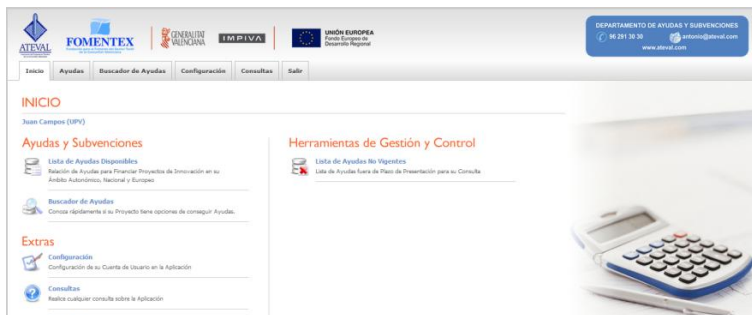 ATEVAL
FOMENTEX
GENERALITAT
VALENCIANA
IMPIVA
UNIÓN EUROPEA
Fondo Europeo de
Desarrollo Regional
DEPARTAMENTO DE AYUDAS Y SUBVENCIONES
96 291 30 30 antonio@ateval.com
www.ateval.com
Inicio Ayudas Buscador de Ayudas Configuración Consultas Salir
INICIO
Juan Campos (UPV)
Ayudas y Subvenciones
Lista de Ayudas Disponibles
Relación de Ayudas para Financiar Proyectos de Innovación en su
Ámbito Autonómico, Nacional y Europeo
Buscador de Ayudas
Conoza rápidamente si su Proyecto tiene opciones de conseguir Ayudas.
Extras
Configuración
Configuración de su Cuenta de Usuario en la Aplicación
Consultas
Realice cualquier consulta sobre la Aplicación
Herramientas de Gestión y Control
Lista de Ayudas No Vigentes
Lista de Ayudas fuera de Plazo de Presentación para su Consulta